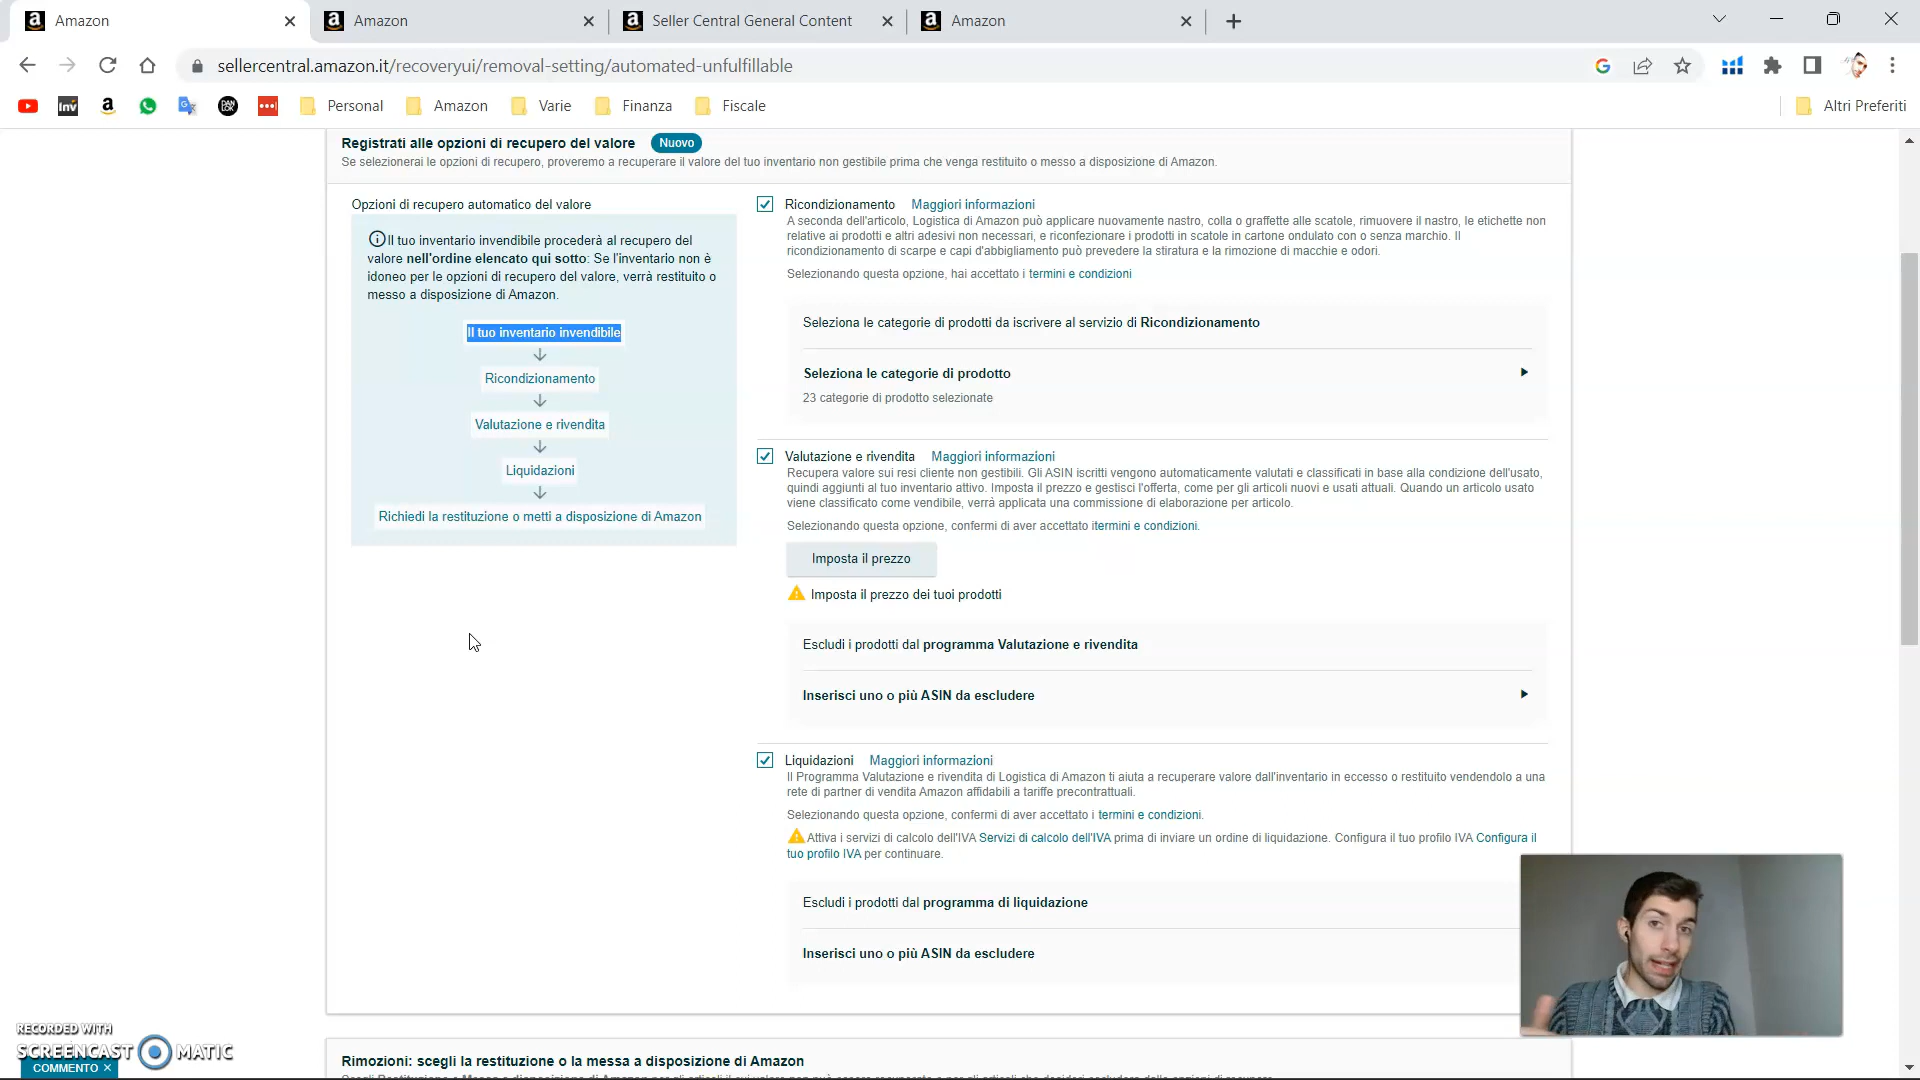 Amazon
Amazon
Seller Central General Content
Amazon
sellercentral.amazon.it/recoveryui/removal-setting/automated-unfulfillable
Inv
PAN LOK
Personal
Amazon
Varie
Finanza
Fiscale
Altri Preferiti
Registrati alle opzioni di recupero del valore Nuovo
Se selezionerai le opzioni di recupero, proveremo a recuperare il valore del tuo inventario non gestibile prima che venga restituito o messo a disposizione di Amazon.
Opzioni di recupero automatico del valore
Il tuo inventario invendibile procederà al recupero del
valore nell'ordine elencato qui sotto: Se l'inventario non è
idoneo per le opzioni di recupero del valore, verrà restituito o
messo a disposizione di Amazon.
Il tuo inventario invendibile
Ricondizionamento
Valutazione e rivendita
Liquidazioni
Richiedi la restituzione o metti a disposizione di Amazon
Ricondizionamento Maggiori informazioni
A seconda dell'articolo, Logistica di Amazon può applicare nuovamente nastro, colla o graffette alle scatole, rimuovere il nastro, le etichette non
relative ai prodotti e altri adesivi non necessari, e riconfezionare i prodotti in scatole in cartone ondulato con o senza marchio. Il
ricondizionamento di scarpe e capi d'abbigliamento può prevedere la stiratura e la rimozione di macchie e odori.
Selezionando questa opzione, hai accettato i termini e condizioni
Seleziona le categorie di prodotti da iscrivere al servizio di Ricondizionamento
Seleziona le categorie di prodotto
23 categorie di prodotto selezionate
Valutazione e rivendita Maggiori informazioni
Recupera valore sui resi cliente non gestibili. Gli ASIN iscritti vengono automaticamente valutati e classificati in base alla condizione dell'usato,
quindi aggiunti al tuo inventario attivo. Imposta il prezzo e gestisci l'offerta, come per gli articoli nuovi e usati attuali. Quando un articolo usato
viene classificato come vendibile, verrà applicata una commissione di elaborazione per articolo.
Selezionando questa opzione, confermi di aver accettato itermini e condizioni.
Imposta il prezzo
Imposta il prezzo dei tuoi prodotti
Escludi i prodotti dal programma Valutazione e rivendita
Inserisci uno o più ASIN da escludere
Liquidazioni Maggiori informazioni
Il Programma Valutazione e rivendita di Logistica di Amazon ti aiuta a recuperare valore dall'inventario in eccesso o restituito vendendolo a una
rete di partner di vendita Amazon affidabili a tariffe precontrattuali.
Selezionando questa opzione, confermi di aver accettato i termini e condizioni.
Attiva i servizi di calcolo dell'IVA Servizi di calcolo dell'IVA prima di inviare un ordine di liquidazione. Configura il tuo profilo IVA Configura il
tuo profilo IVA per continuare.
Escludi i prodotti dal programma di liquidazione
Inserisci uno o più ASIN da escludere
Rimozioni: scegli la restituzione o la messa a disposizione di Amazon
RECORDED WITH
SCREENCAST MATIC
COMMENTO